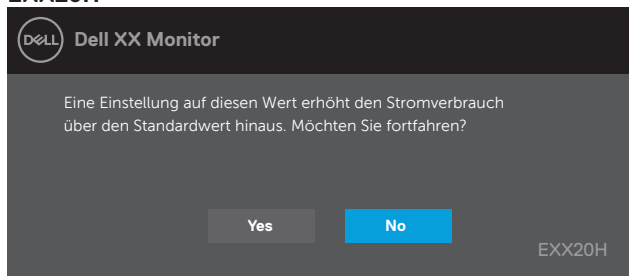 EXX20H
DELL Dell XX Monitor
Eine Einstellung auf diesen Wert erhöht den Stromverbrauch
über den Standardwert hinaus. Möchten Sie fortfahren?
Yes No
EXX20H